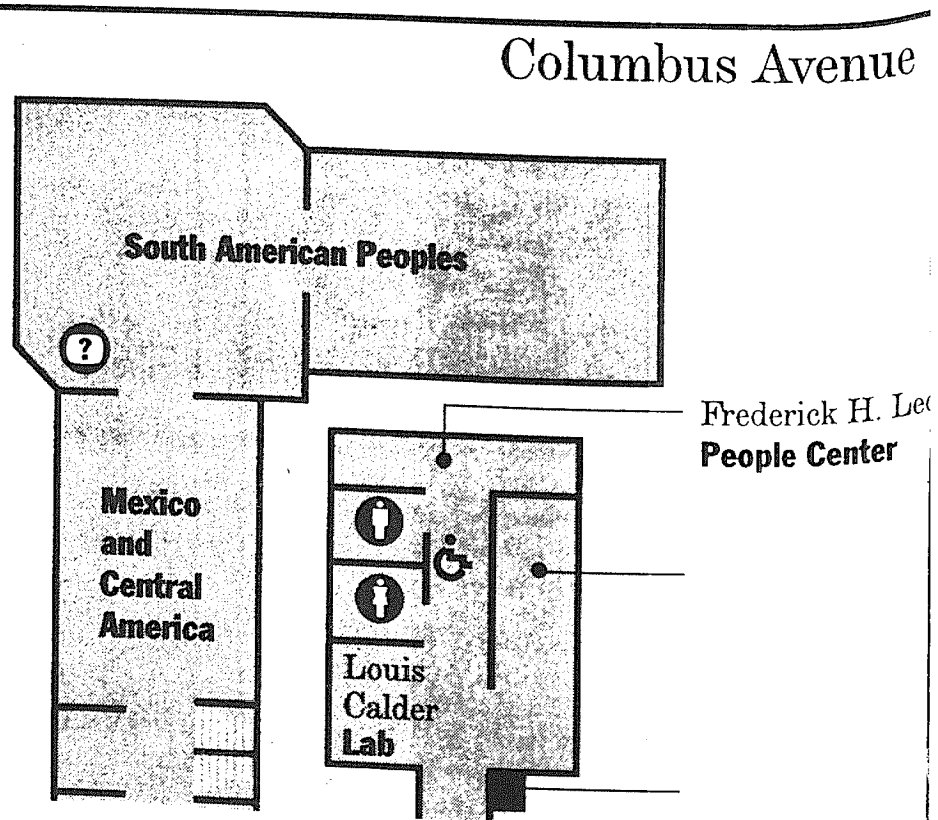 Columbus Avenue
South American Peoples
?
Frederick H.
People Center
Mexico
and
Central
America
Louis
Calder
Lab